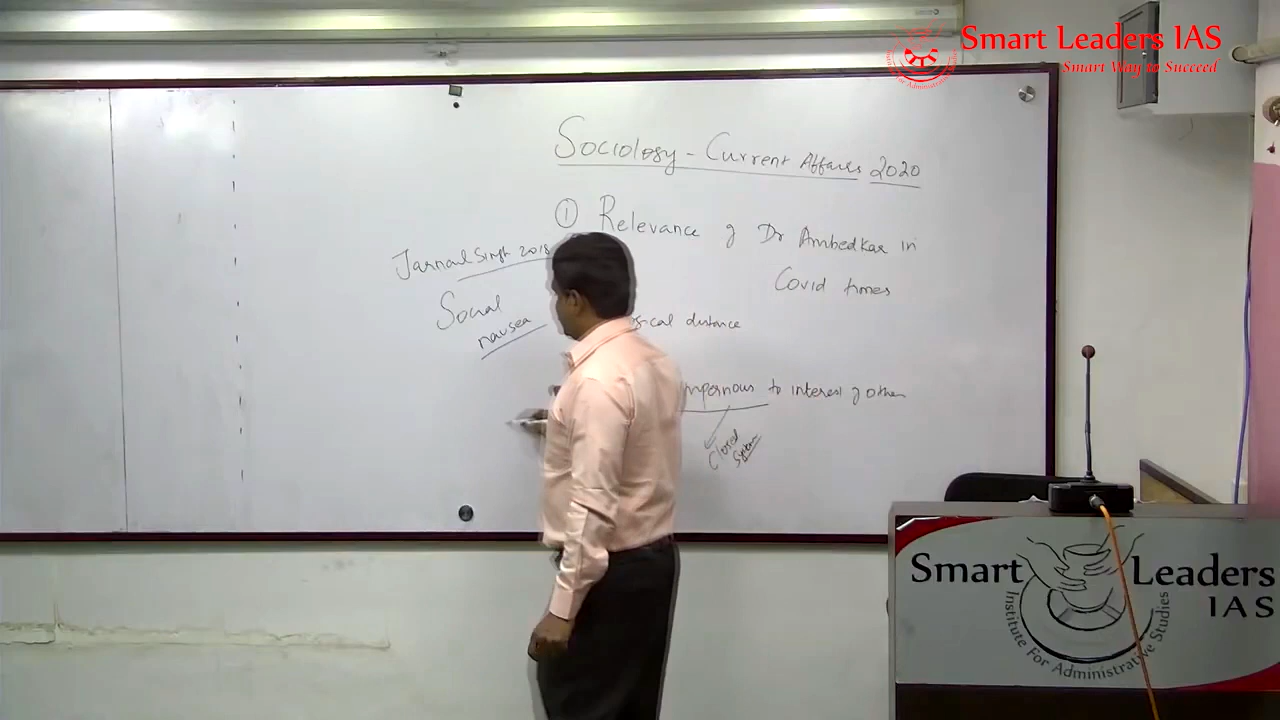 Smart Leaders IAS
Smart Way to Succeed
Sociology - Current Affairs 2020
① Relevance of Dr Ambedkar in
Covid times
Jarnail Singh 2018
Social
nausea
distance
to interest of other
Closed
System
Smart Leaders
IAS
Institute For Administrative Studies